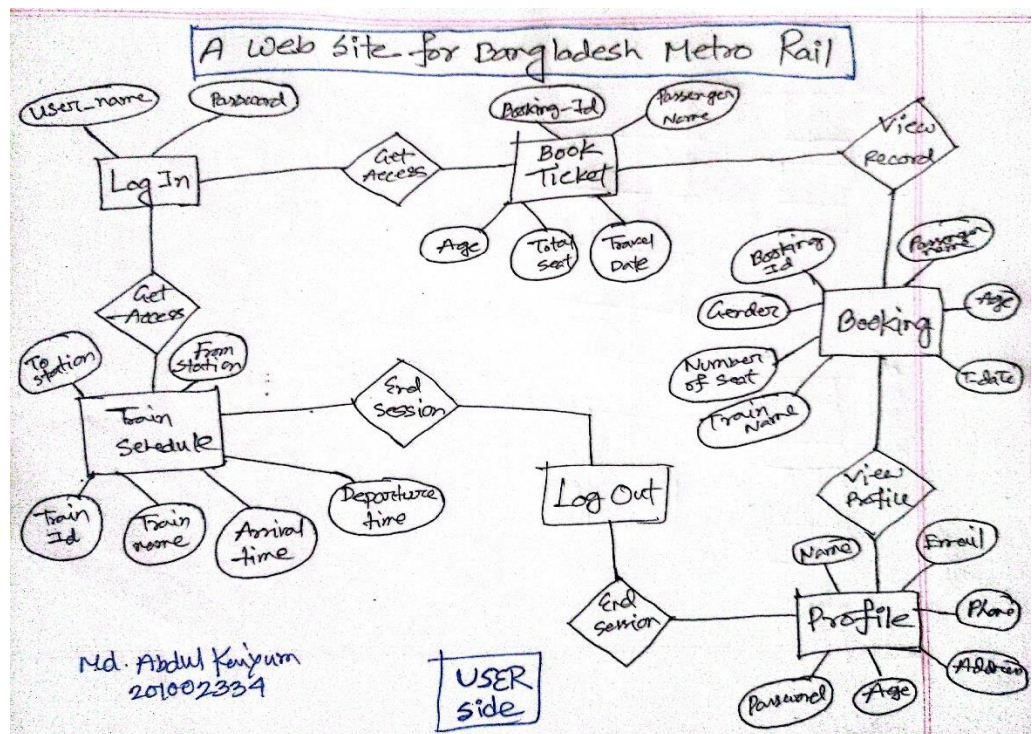 A Web Site for Bangladesh Metro Rail
User_name
Password
Booking-Id
Passenger
Name
View
Record
Log In
Get
Access
Book
Ticket
Age
Total
Seat
Travel
Date
Booking
Id
Passenger
name
Gender
Booking
Age
Number
of Seat
T-date
Train
Name
Get
Access
To
station
From
station
End
Session
Train
Schedule
Log Out
View
Profile
Train
Id
Train
name
Arrival
time
Departure
time
Name
Email
End
Session
Profile
Phone
Address
Password
Age
Md. Abdul Kaiyum
201002334
USER
side